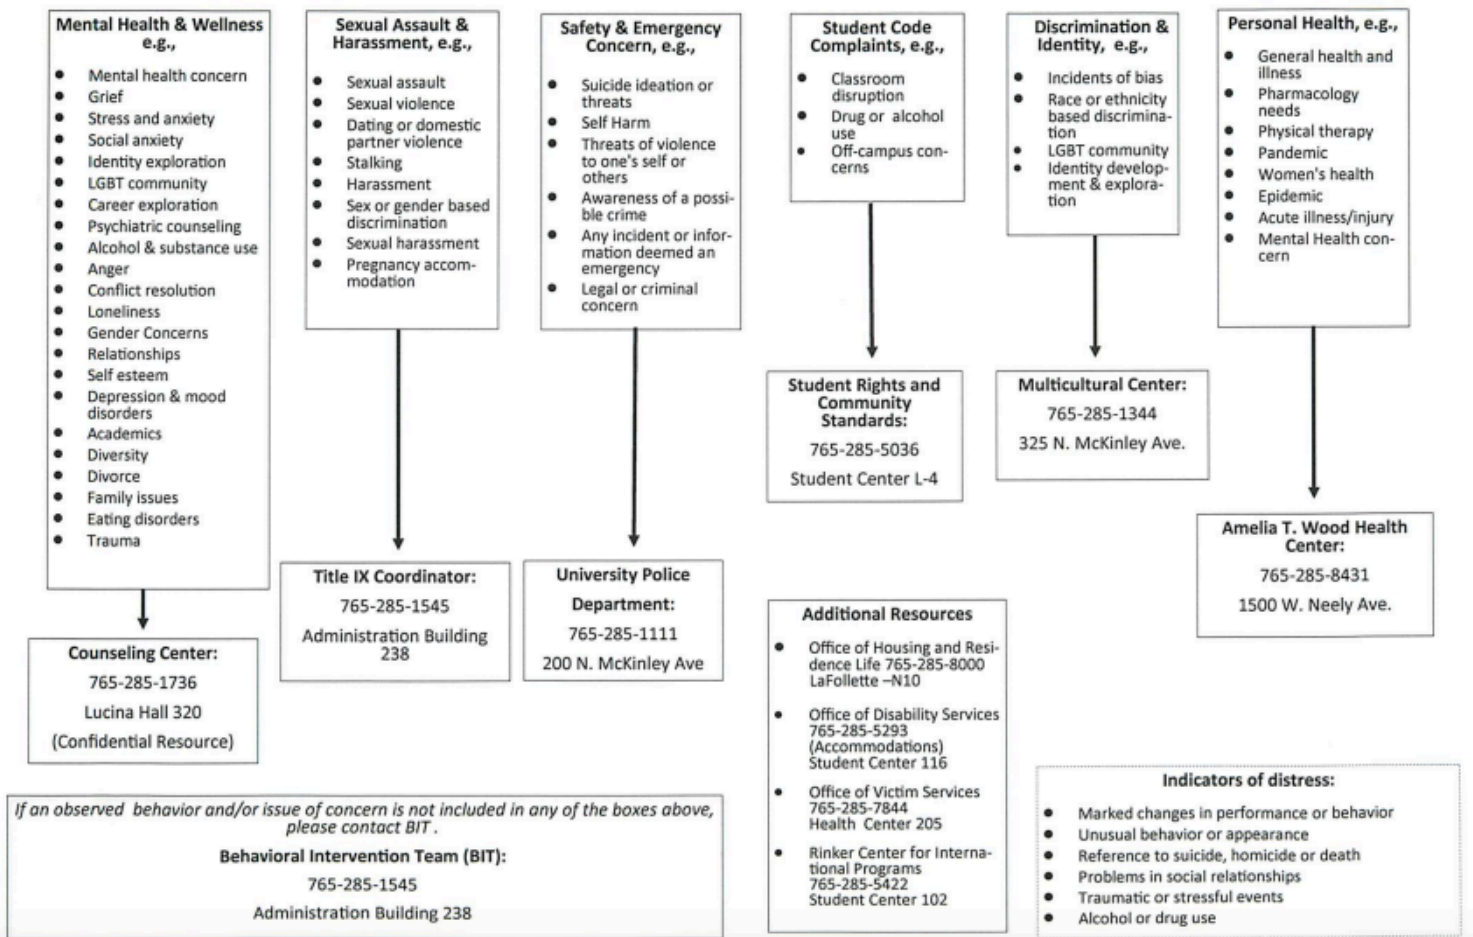 Mental Health & Wellness
e.g.,
● Mental health concern
● Grief
● Stress and anxiety
● Social anxiety
● Identity exploration
● LGBT community
● Career exploration
● Psychiatric counseling
● Alcohol & substance use
● Anger
● Conflict resolution
● Loneliness
● Gender Concerns
● Relationships
● Self esteem
● Depression & mood
disorders
● Academics
● Diversity
● Divorce
● Family issues
● Eating disorders
● Trauma
Counseling Center:
765-285-1736
Lucina Hall 320
(Confidential Resource)
Sexual Assault &
Harassment, e.g.,
● Sexual assault
● Sexual violence
● Dating or domestic
partner violence
● Stalking
● Harassment
● Sex or gender based
discrimination
● Sexual harassment
● Pregnancy accom-
modation
Title IX Coordinator:
765-285-1545
Administration Building
238
Safety & Emergency
Concern, e.g.,
● Suicide ideation or
threats
● Self Harm
● Threats of violence
to one's self or
others
● Awareness of a possi-
ble crime
● Any incident or infor-
mation deemed an
emergency
● Legal or criminal
concern
University Police
Department:
765-285-1111
200 N. McKinley Ave
Student Code
Complaints, e.g.,
● Classroom
disruption
● Drug or alcohol
use
● Off-campus con-
cerns
Student Rights and
Community
Standards:
765-285-5036
Student Center L-4
Discrimination &
Identity, e.g.,
● Incidents of bias
● Race or ethnicity
based discrimina-
tion
● LGBT community
● Identity develop-
ment & explora-
tion
Multicultural Center:
765-285-1344
325 N. McKinley Ave.
Personal Health, e.g.,
● General health and
illness
● Pharmacology
needs
● Physical therapy
● Pandemic
● Women's health
● Epidemic
● Acute illness/injury
● Mental Health con-
cern
Amelia T. Wood Health
Center:
765-285-8431
1500 W. Neely Ave.
If an observed behavior and/or issue of concern is not included in any of the boxes above,
please contact BIT .
Behavioral Intervention Team (BIT):
765-285-1545
Administration Building 238
Additional Resources
● Office of Housing and Resi-
dence Life 765-285-8000
LaFollette –N10
● Office of Disability Services
765-285-5293
(Accommodations)
Student Center 116
● Office of Victim Services
765-285-7844
Health Center 205
● Rinker Center for Interna-
tional Programs
765-285-5422
Student Center 102
Indicators of distress:
● Marked changes in performance or behavior
● Unusual behavior or appearance
● Reference to suicide, homicide or death
● Problems in social relationships
● Traumatic or stressful events
● Alcohol or drug use